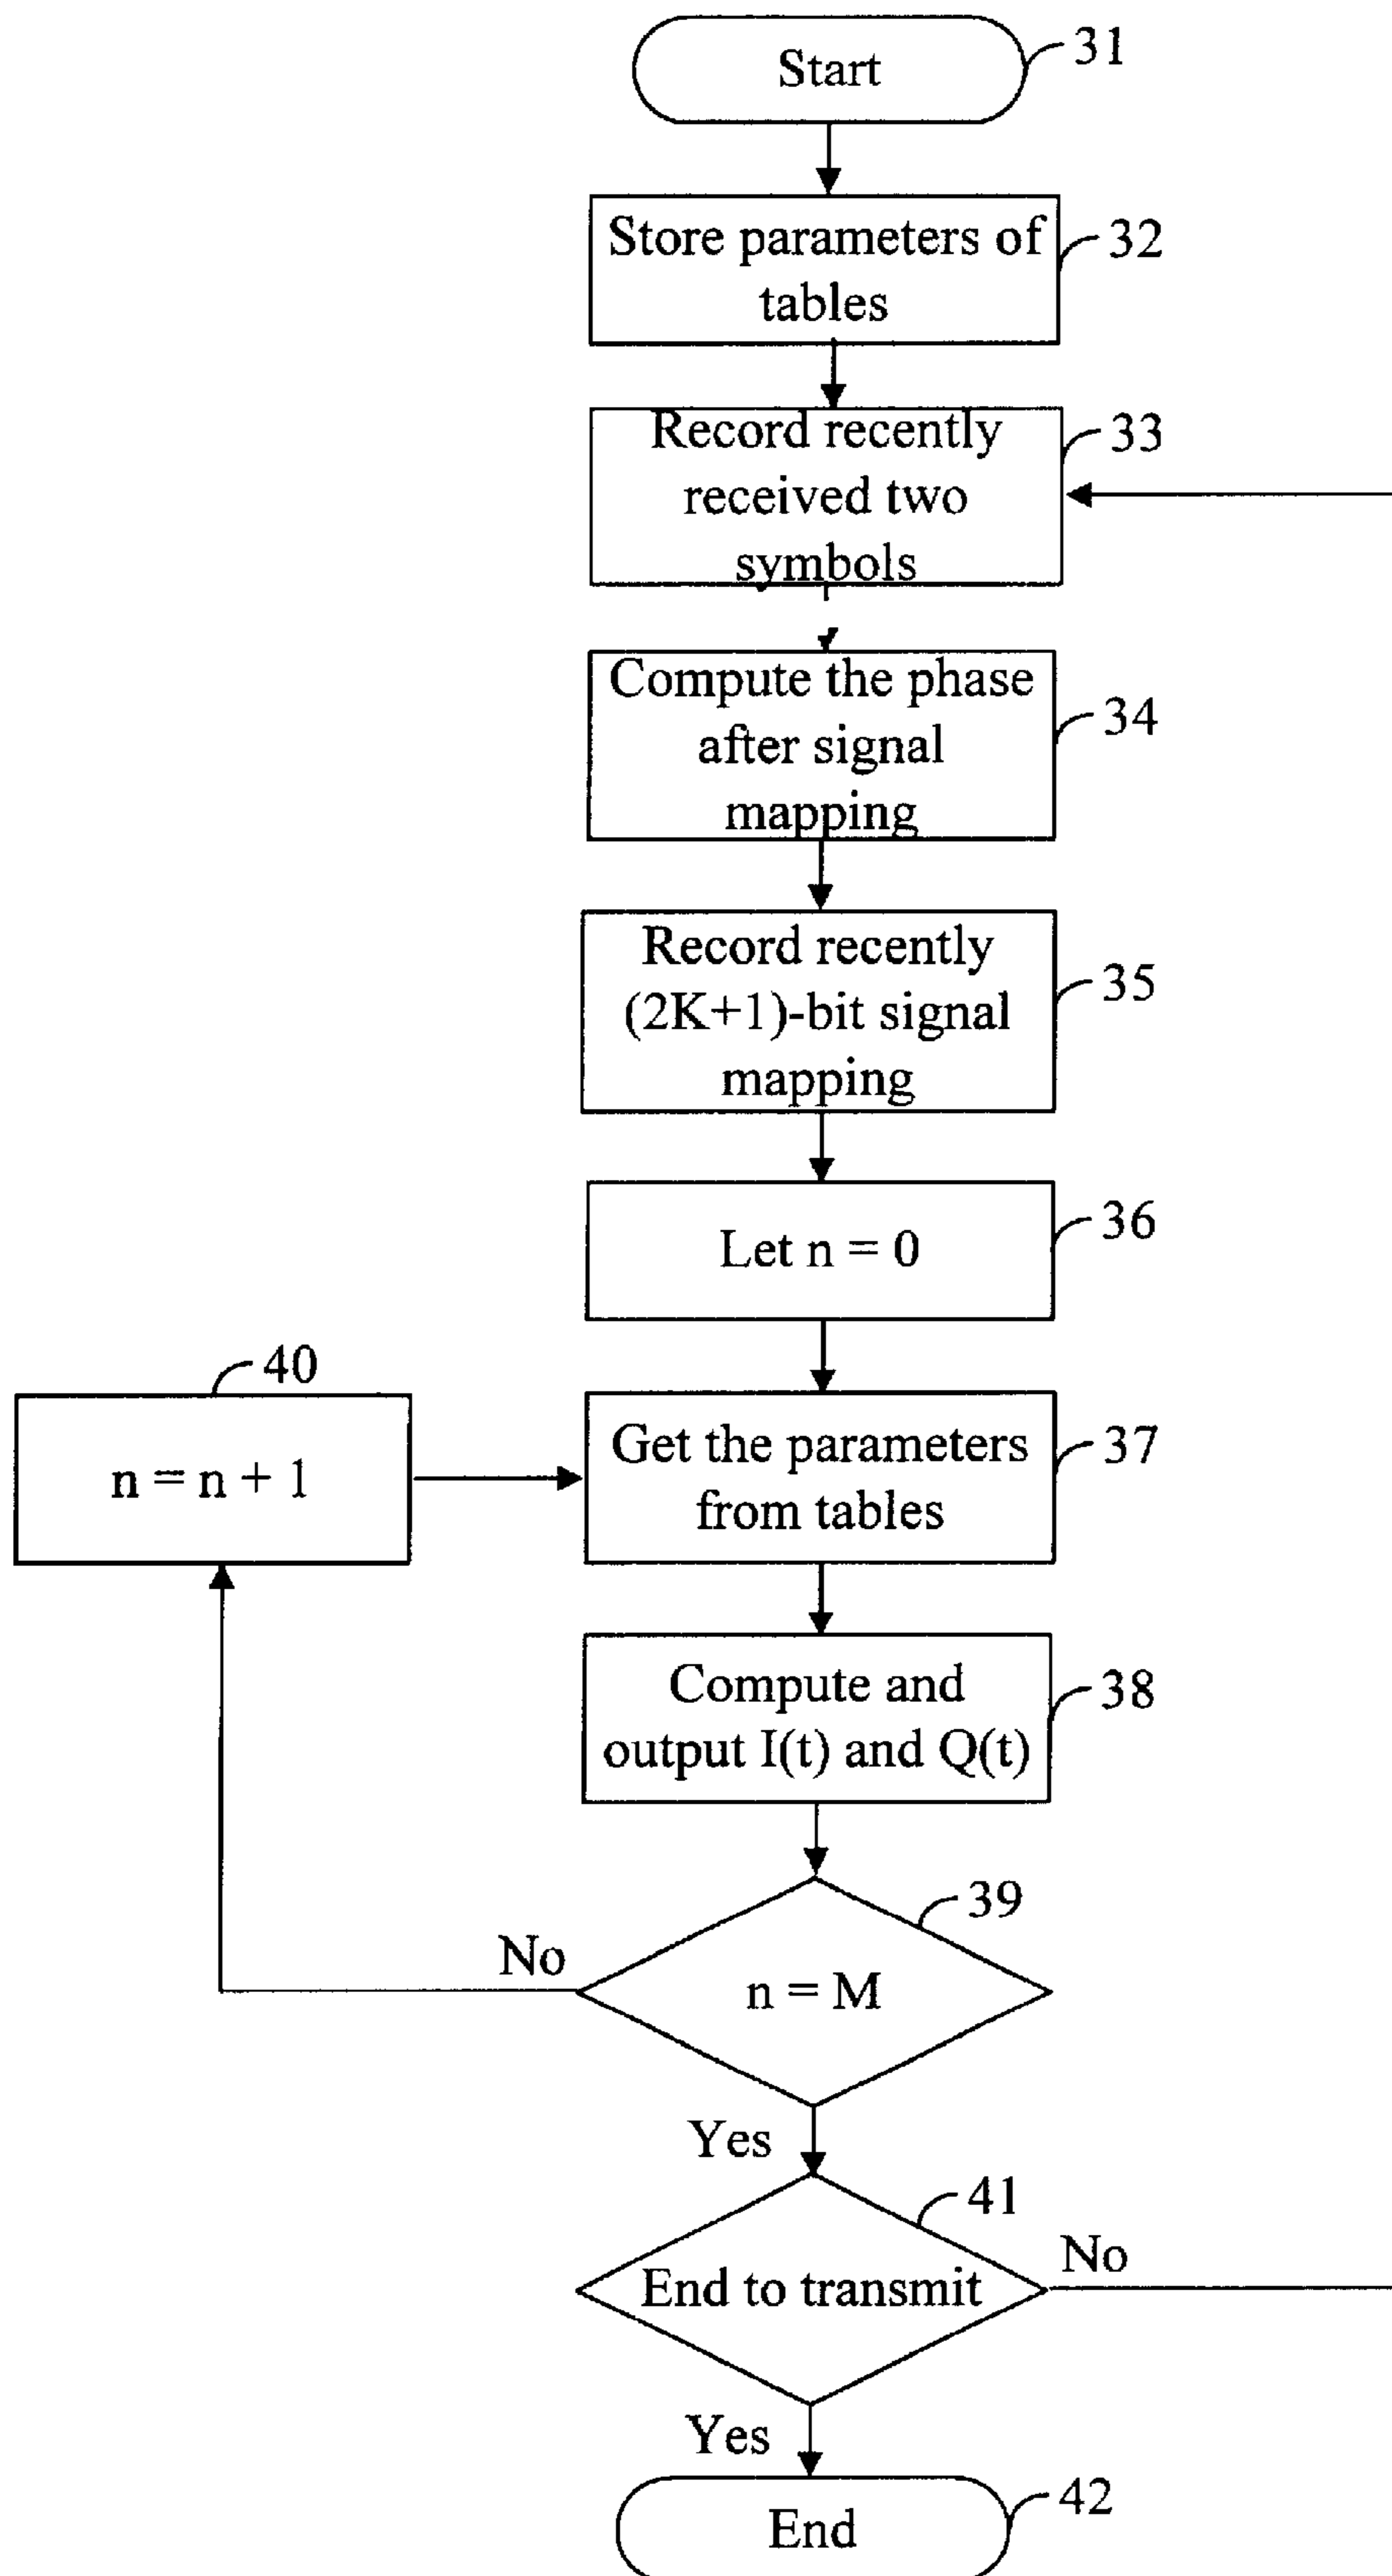 Start
31
Store parameters of
tables
32
Record recently
received two
symbols
33
Compute the phase
after signal
mapping
34
Record recently
(2K+1)-bit signal
mapping
35
Let n = 0
36
40
n = n + 1
Get the parameters
from tables
37
Compute and
output I(t) and Q(t)
38
39
No
n = M
Yes
41
No
End to transmit
Yes
42
End